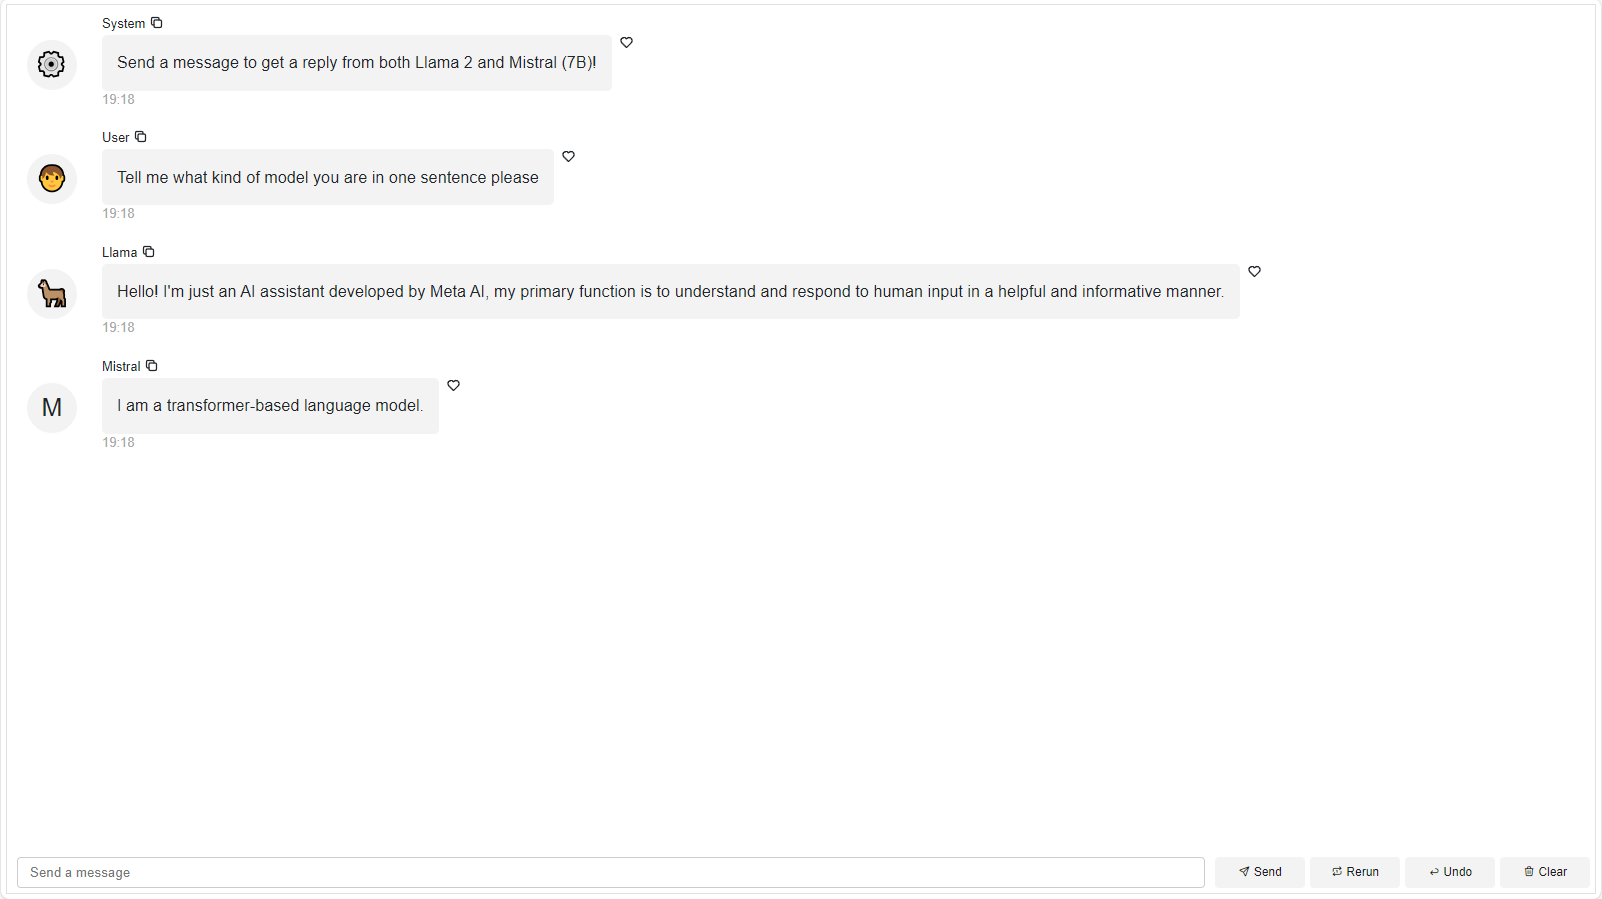 System
Send a message to get a reply from both Llama 2 and Mistral (7B)!
19:18
User
Tell me what kind of model you are in one sentence please
19:18
Llama
Hello! I'm just an AI assistant developed by Meta AI, my primary function is to understand and respond to human input in a helpful and informative manner.
19:18
Mistral
M
I am a transformer-based language model.
19:18
Send a message
Send
Rerun
Undo
Clear